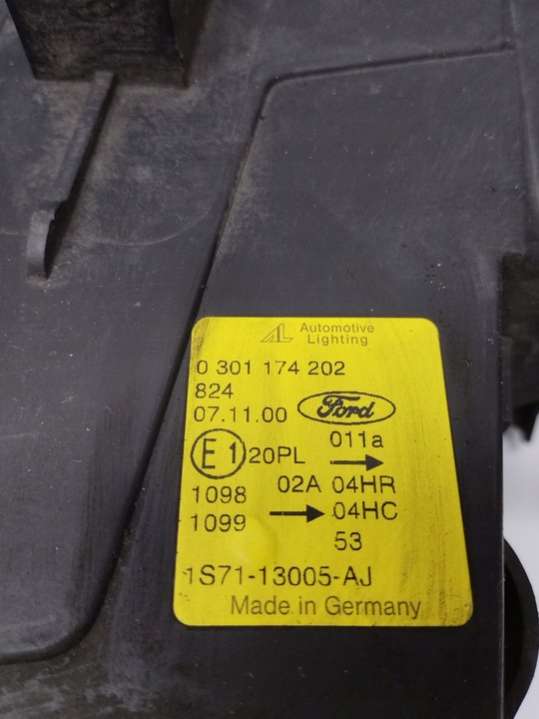 AL Automotive
Lighting
0 301 174 202
824
07.11.00 Ford
E1 20PL 011a →
1098 02A 04HR
1099 → 04HC
53
1S71-13005-AJ
Made in Germany